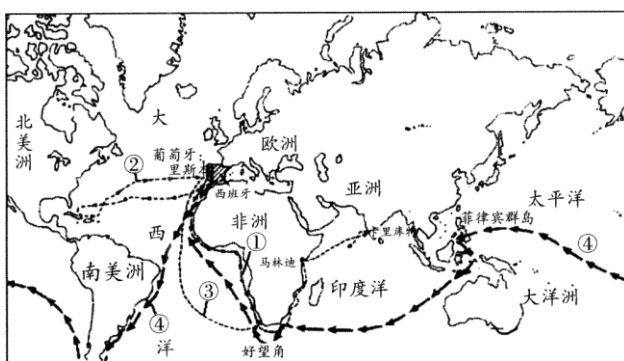 北美洲
大
西
洋
②
葡萄牙
里斯本
西班牙
欧洲
亚洲
非洲
①
马林迪
卡里库特
菲律宾群岛
太平洋
④
南美洲
④
③
好望角
印度洋
大洋洲